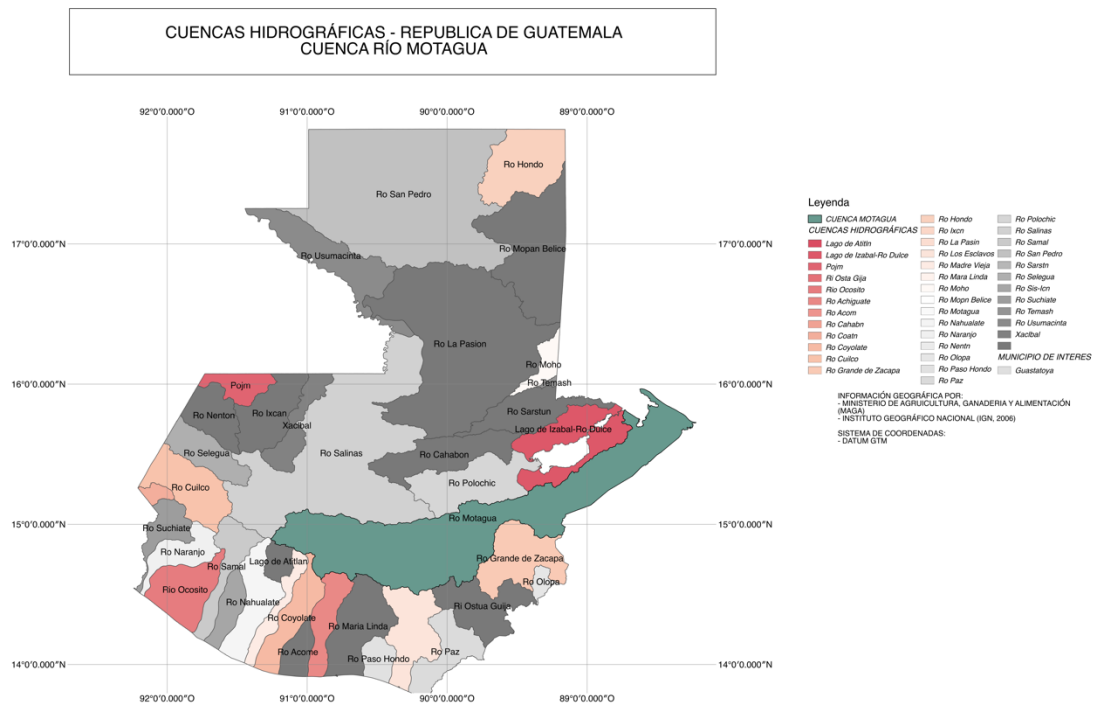 CUENCAS HIDROGRÁFICAS - REPUBLICA DE GUATEMALA
CUENCA RÍO MOTAGUA
92°0'0.000"O
91°0'0.000"O
90°0'0.000"O
89°0'0.000"O
Ro Hondo
Ro San Pedro
17°0'0.000"N
Ro Usumacinta
Ro Mopan Belice
17°0'0.000"N
Ro La Pasion
Ro Moho
16°0'0.000"N
Pojm
Ro Temash
16°0'0.000"N
Ro Nenton
Ro Ixcan
Xacibal
Ro Sarstun
Lago de Izabal-Ro Dulce
Ro Selegua
Ro Salinas
Ro Cahabon
Ro Cuilco
Ro Polochic
15°0'0.000"N
Ro Suchiate
Ro Motagua
15°0'0.000"N
Ro Naranjo
Ro Samal
Lago de Atitlan
Ro Grande de Zacapa
Rio Ocosito
Ro Olopa
Ro Nahualate
Ro Coyolate
Ro Maria Linda
Ri Ostua Guija
Ro Acome
Ro Paso Hondo
Ro Paz
14°0'0.000"N
14°0'0.000"N
92°0'0.000"O
91°0'0.000"O
90°0'0.000"O
89°0'0.000"O
Leyenda
CUENCA MOTAGUA
CUENCAS HIDROGRÁFICAS
Lago de Atitln
Lago de Izabal-Ro Dulce
Pojm
Ri Osta Gija
Rio Ocosito
Ro Achiguate
Ro Acom
Ro Cahabn
Ro Coatn
Ro Coyolate
Ro Cuilco
Ro Grande de Zacapa
Ro Hondo
Ro Ixcn
Ro La Pasin
Ro Los Esclavos
Ro Madre Vieja
Ro Mara Linda
Ro Moho
Ro Mopn Belice
Ro Motagua
Ro Nahualate
Ro Naranjo
Ro Nentn
Ro Olopa
Ro Paso Hondo
Ro Paz
Ro Polochic
Ro Salinas
Ro Samal
Ro San Pedro
Ro Sarstn
Ro Selegua
Ro Sis-Icn
Ro Suchiate
Ro Temash
Ro Usumacinta
Xaclbal
MUNICIPIO DE INTERES
Guastatoya
INFORMACIÓN GEOGRÁFICA POR:
- MINISTERIO DE AGRUICULTURA, GANADERIA Y ALIMENTACIÓN
(MAGA)
- INSTITUTO GEOGRÁFICO NACIONAL (IGN, 2006)
SISTEMA DE COORDENADAS:
- DATUM GTM